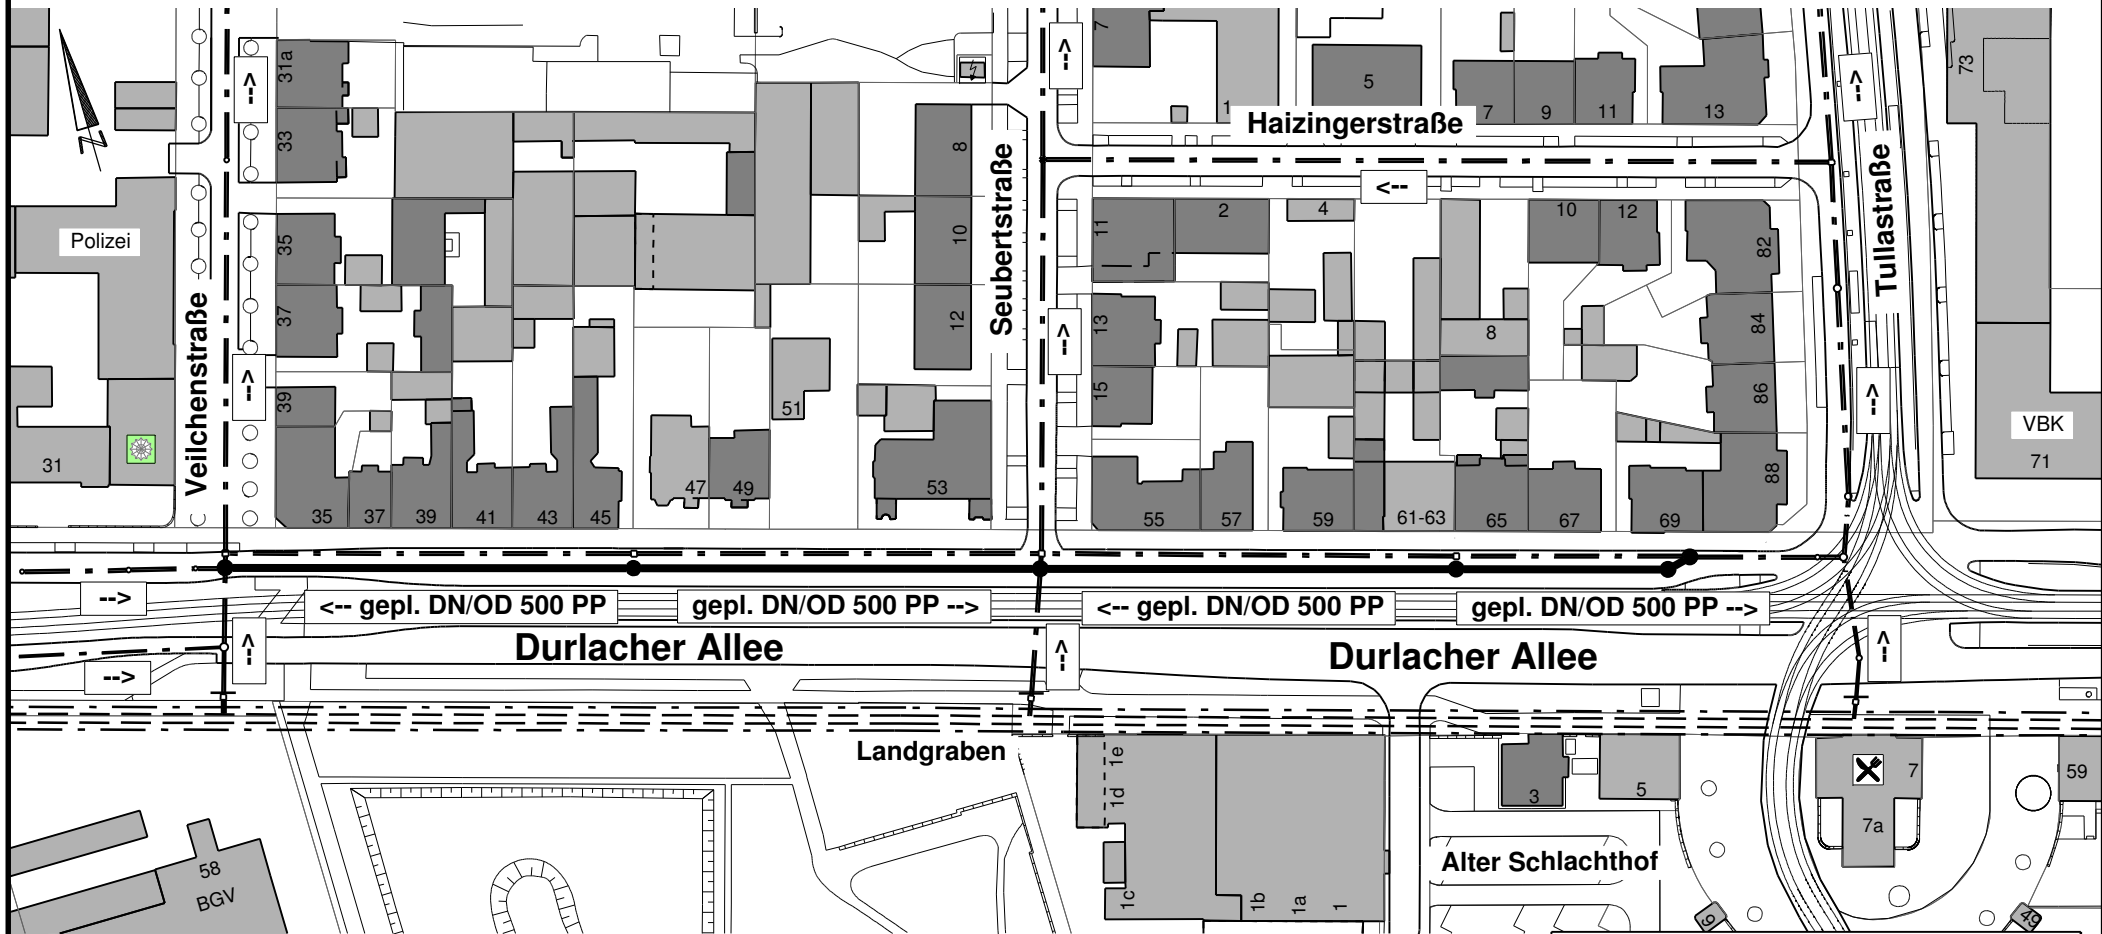 31a
7
5
1
7
9
11
13
73
Haizingerstraße
33
8
<--
N
Polizei
35
10
11
2
4
10
12
82
Veilchenstraße
Seubertstraße
Tullastraße
37
12
13
8
84
39
51
15
86
VBK
31
47
49
53
88
71
35
37
39
41
43
45
55
57
59
61-63
65
67
69
-->
<-- gepl. DN/OD 500 PP
gepl. DN/OD 500 PP -->
<-- gepl. DN/OD 500 PP
gepl. DN/OD 500 PP -->
Durlacher Allee
Durlacher Allee
-->
Landgraben
1e
1d
1c
1b
1a
1
3
5
7
7a
59
Alter Schlachthof
58
BGV
9
49
<--
<--
<--
<--
<--
<--
<--
<--
<--